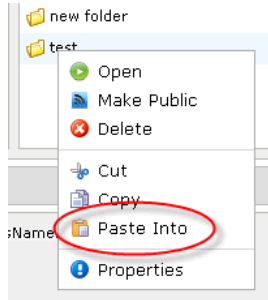 new folder
test
Open
Make Public
Delete
Cut
Copy
sName
Paste Into
Properties